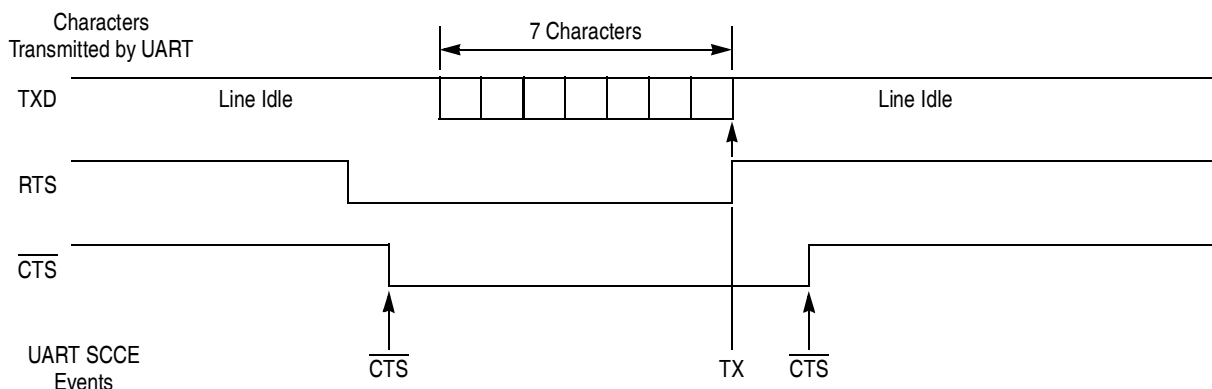 Characters
Transmitted by UART
7 Characters
TXD
Line Idle
Line Idle
RTS
CTS
UART SCCE
Events
CTS
TX
CTS